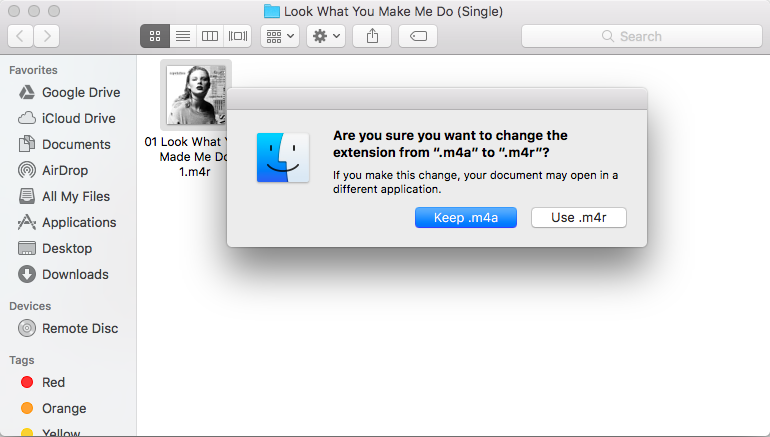 Look What You Make Me Do (Single)
Search
Favorites
Google Drive
iCloud Drive
Documents
AirDrop
All My Files
Applications
Desktop
Downloads
Devices
Remote Disc
Tags
Red
Orange
Yellow
01 Look What Y
Made Me Do
1.m4r
Are you sure you want to change the
extension from “.m4a” to “.m4r”?
If you make this change, your document may open in a
different application.
Keep .m4a
Use .m4r